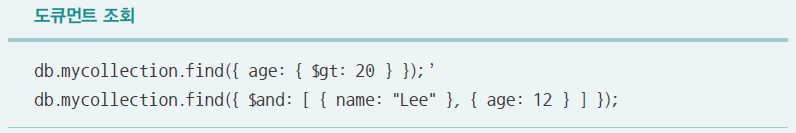 도큐먼트 조회
db.mycollection.find({ age: { $gt: 20 } });’
db.mycollection.find({ $and: [ { name: "Lee" }, { age: 12 } ] });